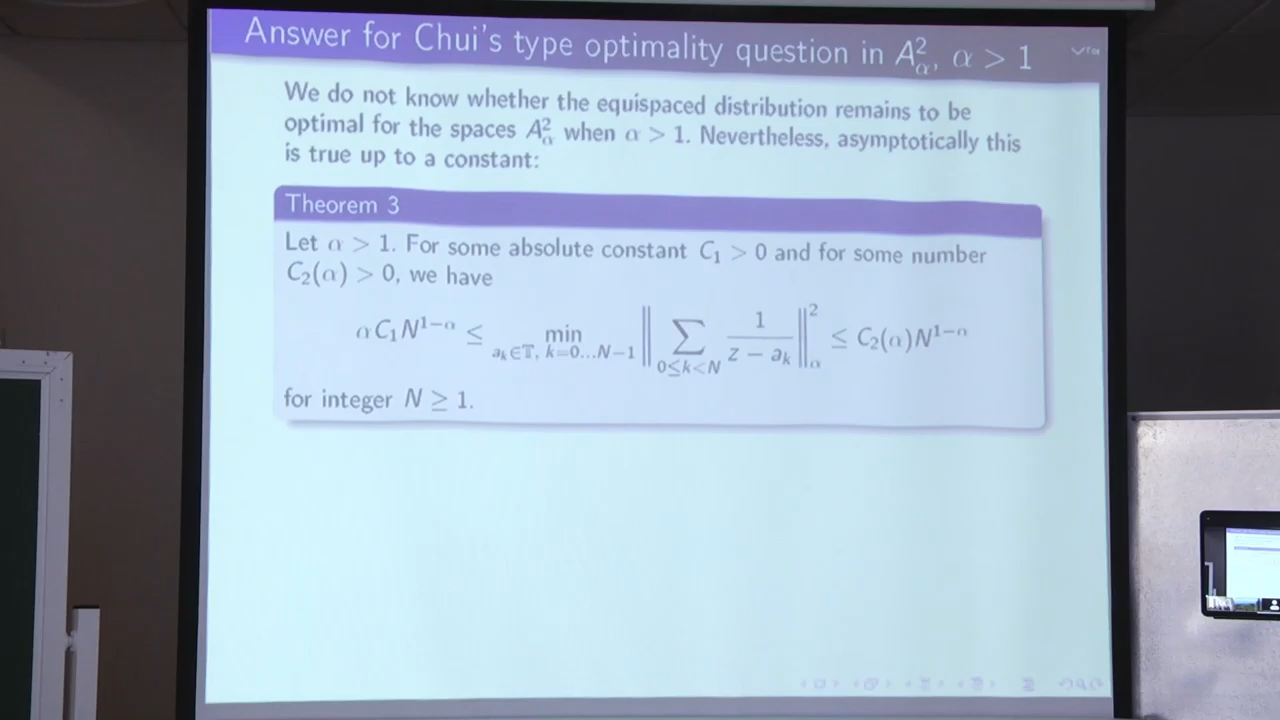 Answer for Chui's type optimality question in A²_α, α > 1
We do not know whether the equispaced distribution remains to be
optimal for the spaces A²_α when α > 1. Nevertheless, asymptotically this
is true up to a constant:
Theorem 3
Let α > 1. For some absolute constant C₁ > 0 and for some number
C₂(α) > 0, we have
αC₁N^{1−α} ≤ min_{a_k∈𝕋, k=0...N−1} ‖ ∑_{0≤k<N} 1/(z − a_k) ‖²_α ≤ C₂(α)N^{1−α}
for integer N ≥ 1.